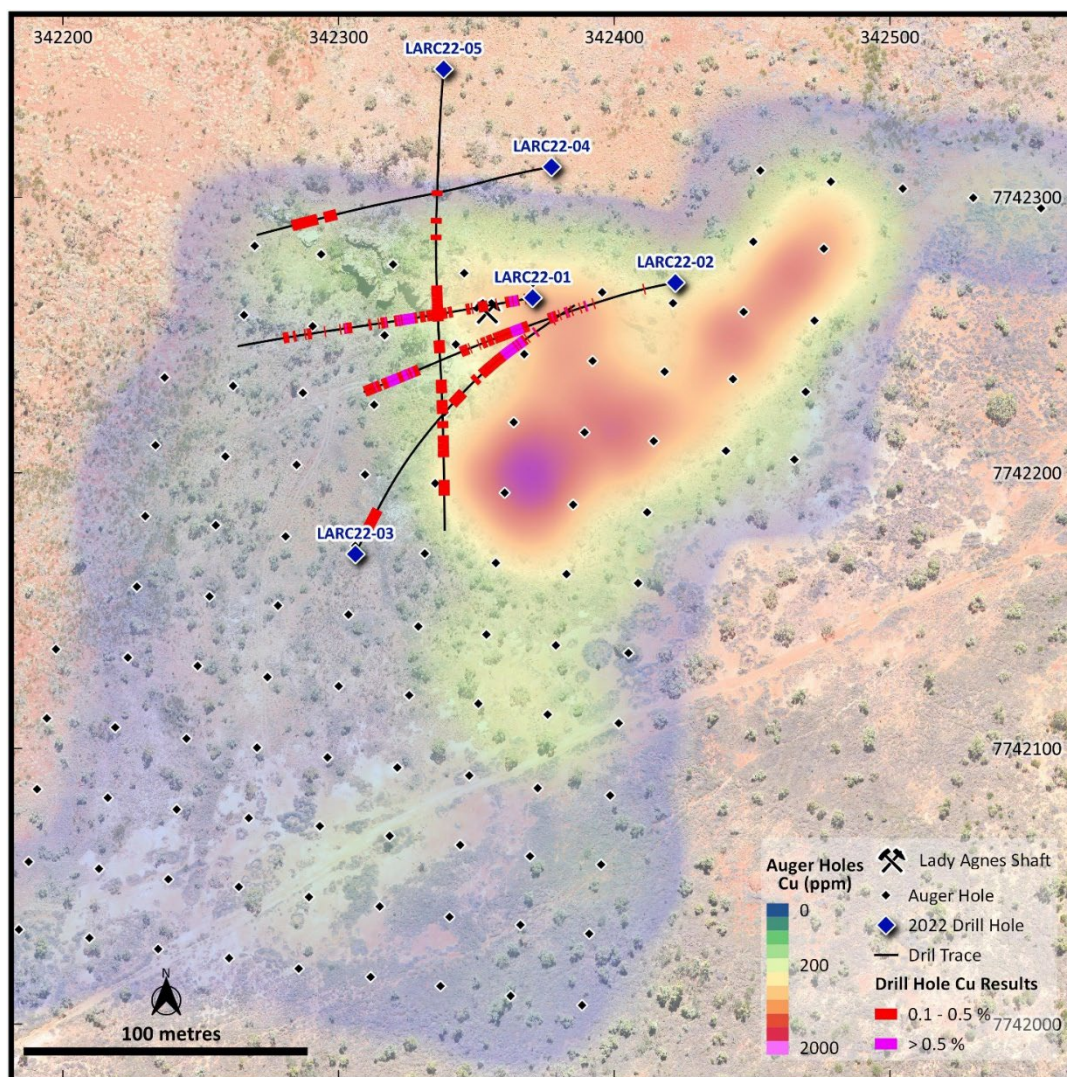 342200
342300
342400
342500
LARC22-05
LARC22-04
7742300
LARC22-01
LARC22-02
7742200
LARC22-03
7742100
Auger Holes
Cu (ppm)
0
200
2000
Lady Agnes Shaft
Auger Hole
2022 Drill Hole
Dril Trace
Drill Hole Cu Results
0.1 - 0.5 %
> 0.5 %
7742000
N
100 metres